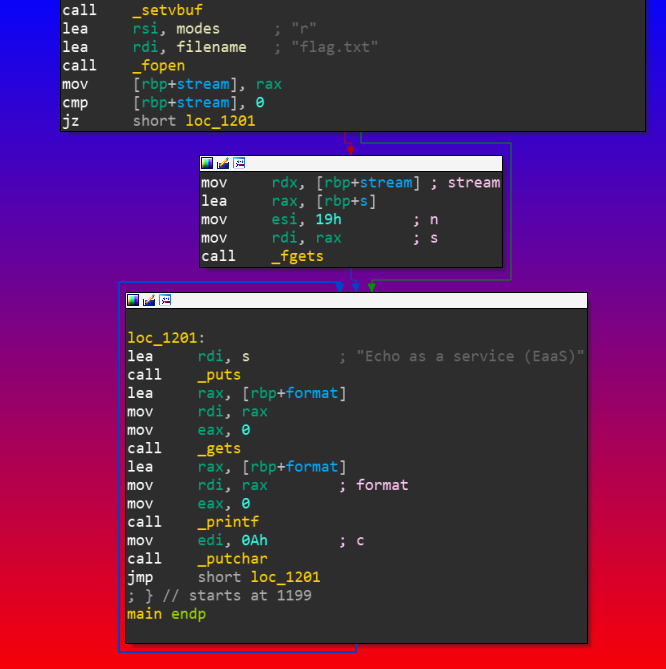 call _setvbuf
lea rsi, modes ; "r"
lea rdi, filename ; "flag.txt"
call _fopen
mov [rbp+stream], rax
cmp [rbp+stream], 0
jz short loc_1201
mov rdx, [rbp+stream] ; stream
lea rax, [rbp+s]
mov esi, 19h ; n
mov rdi, rax ; s
call _fgets
loc_1201:
lea rdi, s ; "Echo as a service (EaaS)"
call _puts
lea rax, [rbp+format]
mov rdi, rax
mov eax, 0
call _gets
lea rax, [rbp+format]
mov rdi, rax ; format
mov eax, 0
call _printf
mov edi, 0Ah ; c
call _putchar
jmp short loc_1201
; } // starts at 1199
main endp